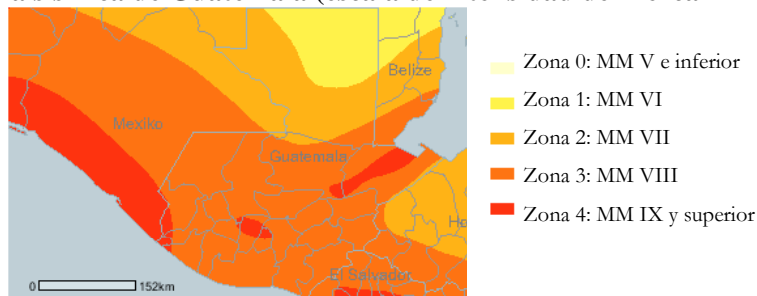 Belize
Mexiko
Guatemala
El Salvador
0 152km
Zona 0: MM V e inferior
Zona 1: MM VI
Zona 2: MM VII
Zona 3: MM VIII
Zona 4: MM IX y superior